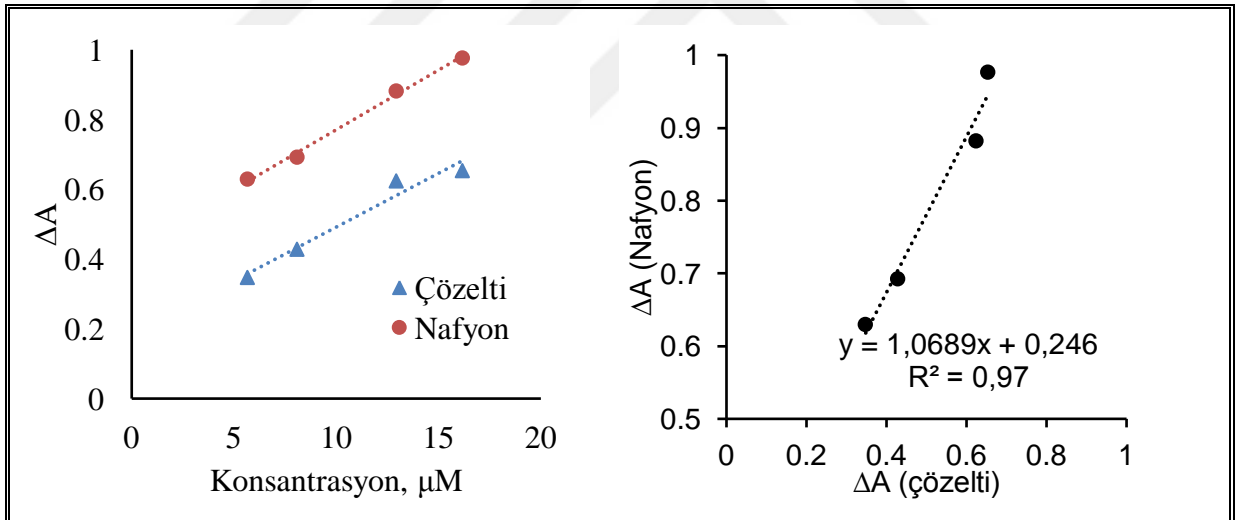 1
0.8
0.6
0.4
0.2
0
ΔA
0 5 10 15 20
Konsantrasyon, μM
Çözelti
Nafyon
1
0.9
0.8
0.7
0.6
0.5
ΔA (Nafyon)
y = 1,0689x + 0,246
R² = 0,97
0 0.2 0.4 0.6 0.8 1
ΔA (çözelti)